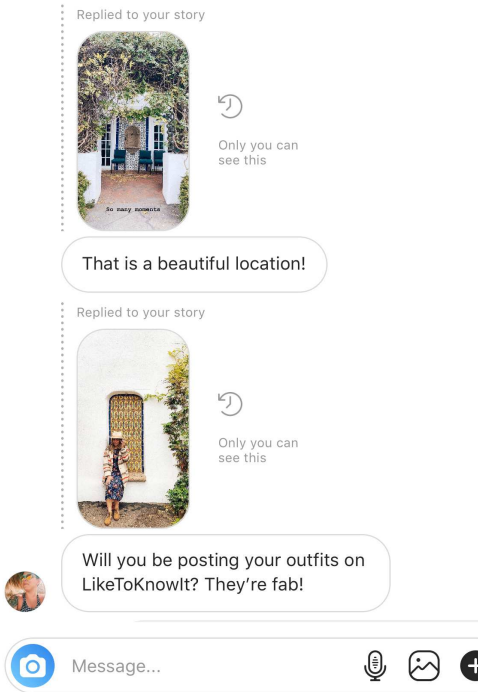 Replied to your story
So many moments
Only you can
see this
That is a beautiful location!
Replied to your story
Only you can
see this
Will you be posting your outfits on
LikeToKnowIt? They’re fab!
Message...